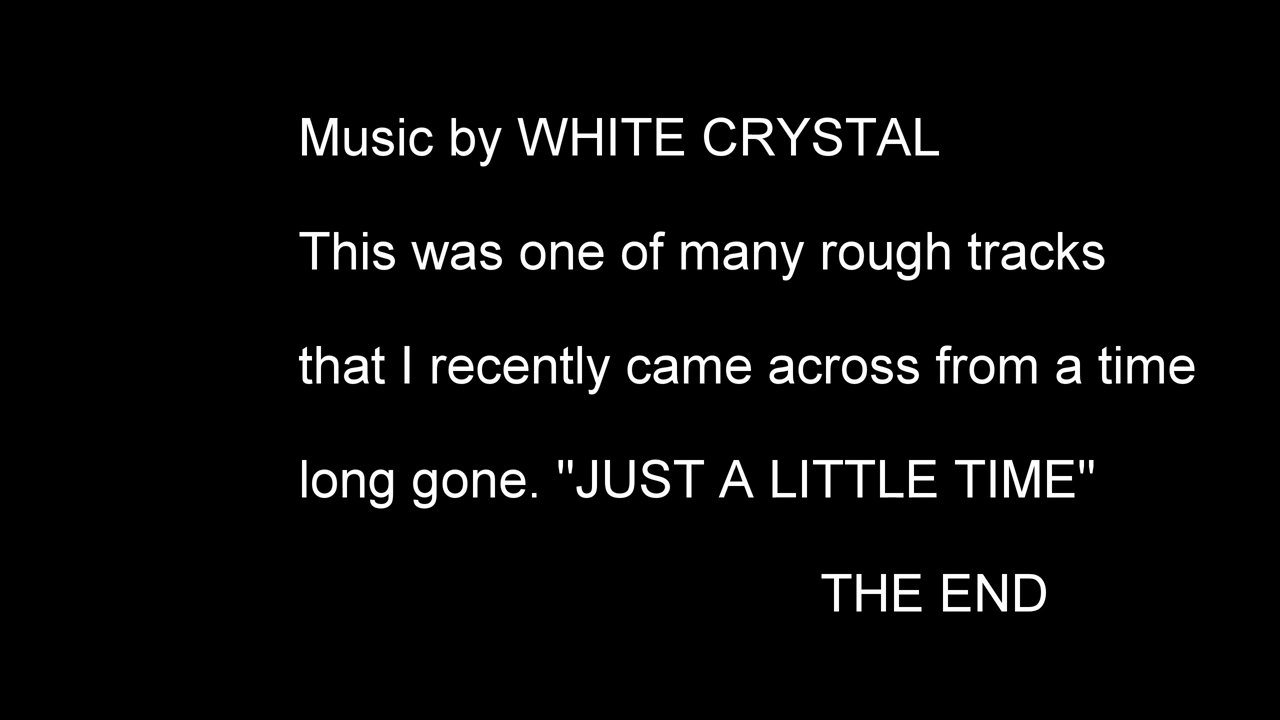 Music by WHITE CRYSTAL
This was one of many rough tracks
that I recently came across from a time
long gone. "JUST A LITTLE TIME"
THE END